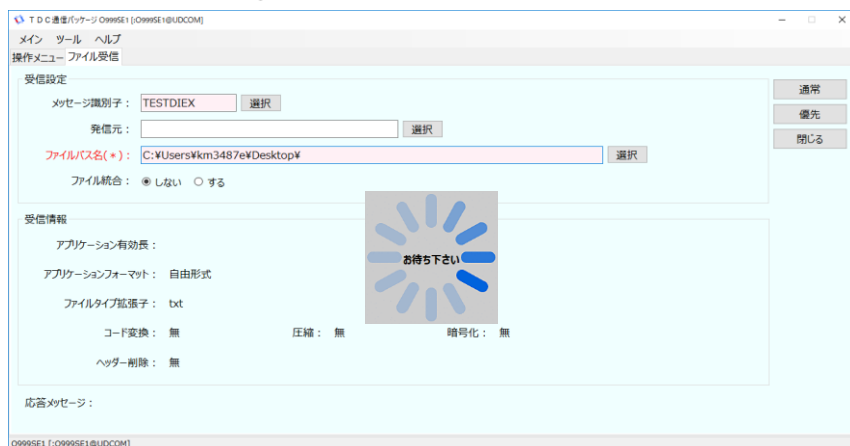 TDC通信パッケージ O999SE1 [:O999SE1@UDCOM]
メイン ツール ヘルプ
操作メニュー ファイル受信
受信設定
メッセージ識別子： TESTDIEX 選択
通常
発信元： 選択
優先
ファイルパス名(*)： C:¥Users¥km3487e¥Desktop¥ 選択
閉じる
ファイル統合： しない する
受信情報
アプリケーション有効長：
お待ち下さい
アプリケーションフォーマット： 自由形式
ファイルタイプ拡張子： txt
コード変換： 無 圧縮： 無 暗号化： 無
ヘッダー削除： 無
応答メッセージ：
O999SE1 [:O999SE1@UDCOM]